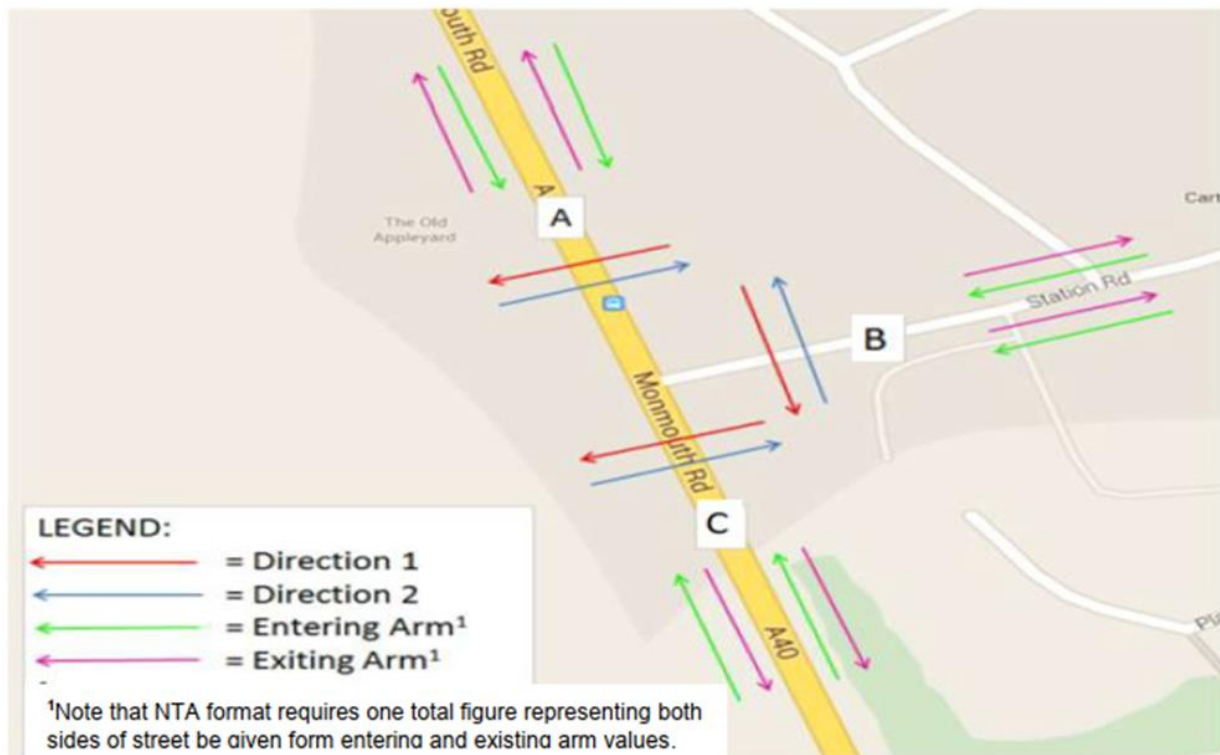 outh Rd
A
A
The Old
Appleyard
Cart
Station Rd
B
Monmouth Rd
C
A40
Pla
LEGEND:
= Direction 1
= Direction 2
= Entering Arm¹
= Exiting Arm¹
¹Note that NTA format requires one total figure representing both
sides of street be given form entering and existing arm values.